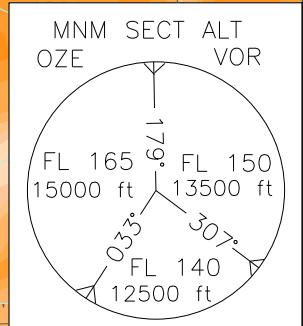 MNM SECT ALT
OZE VOR
179°
FL 165
15000 ft
FL 150
13500 ft
033°
307°
FL 140
12500 ft